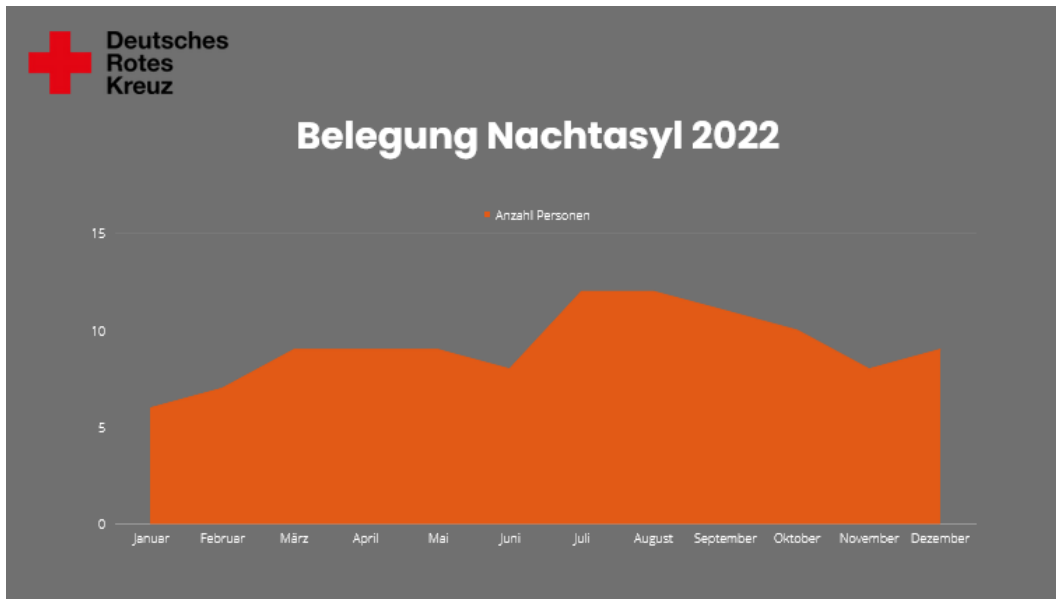 Deutsches
Rotes
Kreuz
Belegung Nachtasyl 2022
Anzahl Personen
15
10
5
0
Januar Februar März April Mai Juni Juli August September Oktober November Dezember